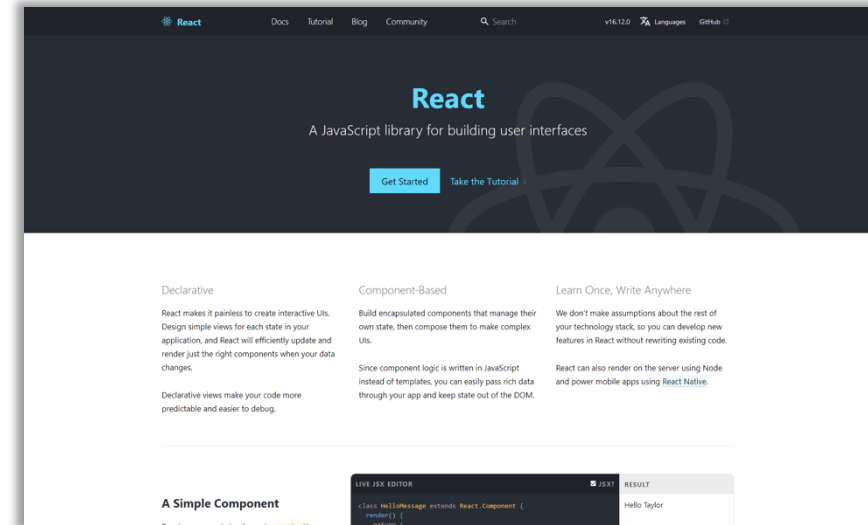 React Docs Tutorial Blog Community Search v16.12.0 Languages GitHub
React
A JavaScript library for building user interfaces
Get Started Take the Tutorial
Declarative
React makes it painless to create interactive UIs.
Design simple views for each state in your
application, and React will efficiently update and
render just the right components when your data
changes.
Declarative views make your code more
predictable and easier to debug.
Component-Based
Build encapsulated components that manage their
own state, then compose them to make complex
UIs.
Since component logic is written in JavaScript
instead of templates, you can easily pass rich data
through your app and keep state out of the DOM.
Learn Once, Write Anywhere
We don't make assumptions about the rest of
your technology stack, so you can develop new
features in React without rewriting existing code.
React can also render on the server using Node
and power mobile apps using React Native.
A Simple Component
LIVE JSX EDITOR JSX?
class HelloMessage extends React.Component {
render() {
RESULT
Hello Taylor